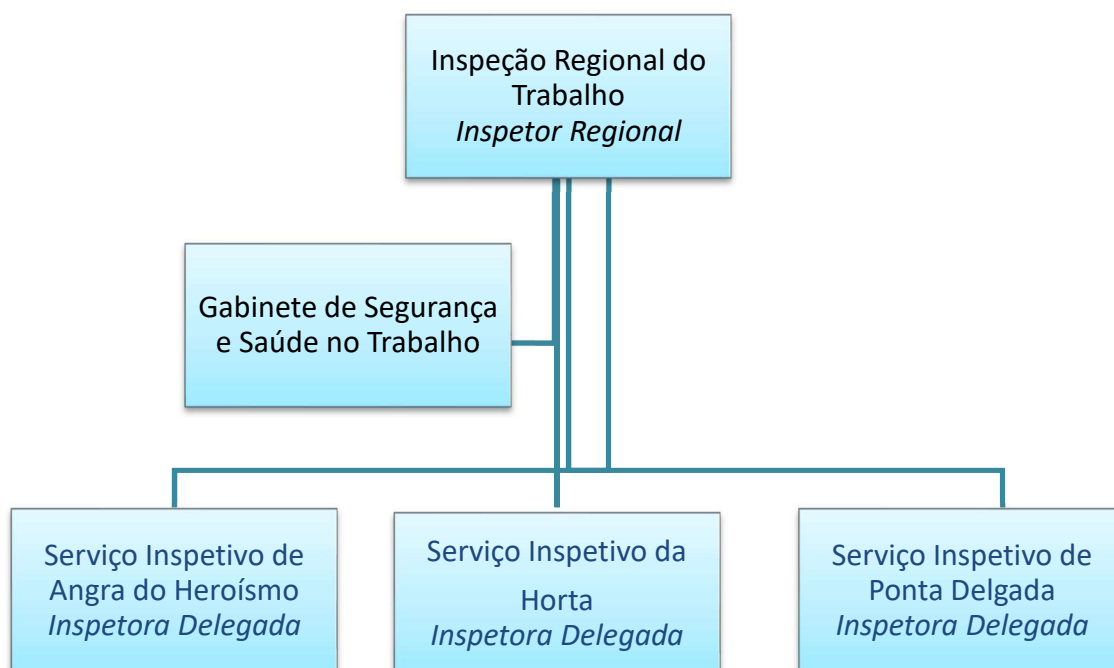 Inspeção Regional do
Trabalho
Inspetor Regional
Gabinete de Segurança
e Saúde no Trabalho
Serviço Inspetivo de
Angra do Heroísmo
Inspetora Delegada
Serviço Inspetivo da
Horta
Inspetora Delegada
Serviço Inspetivo de
Ponta Delgada
Inspetora Delegada